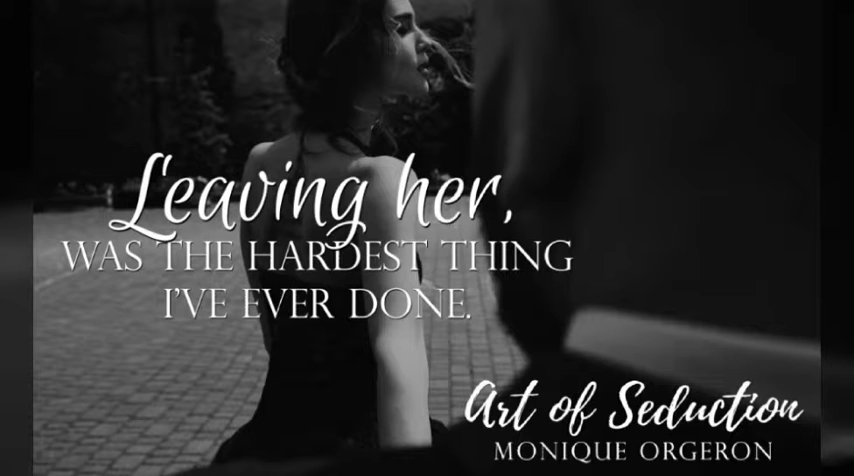 Leaving her,
WAS THE HARDEST THING
I'VE EVER DONE.
Art of Seduction
MONIQUE ORGERON